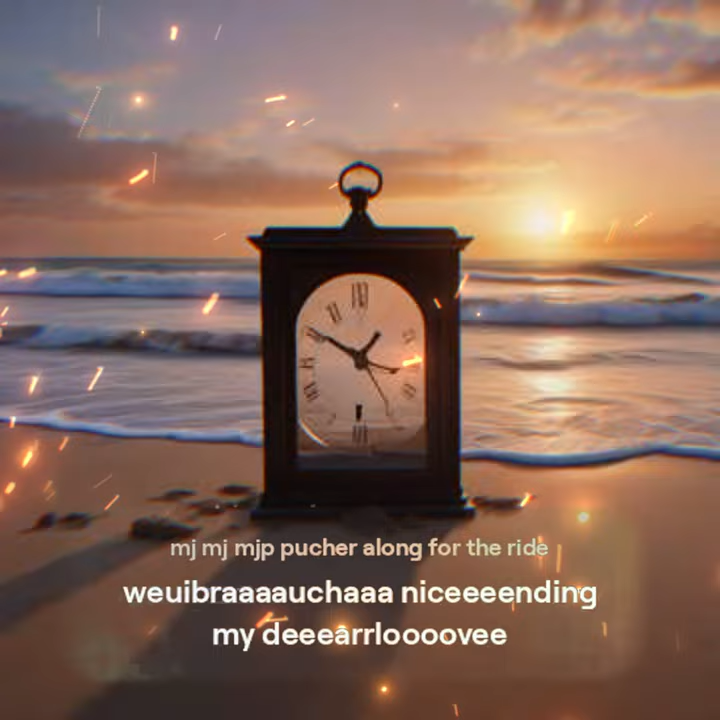 mj mj mjp pucher along for the ride
weuibraaaauchaaa niceeeending
my deeearrloooovee